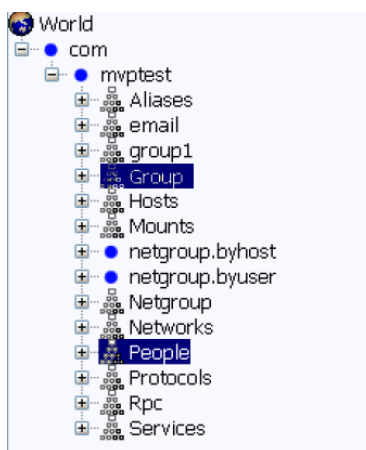 World
com
mvptest
Aliases
email
group1
Group
Hosts
Mounts
netgroup.byhost
netgroup.byuser
Netgroup
Networks
People
Protocols
Rpc
Services